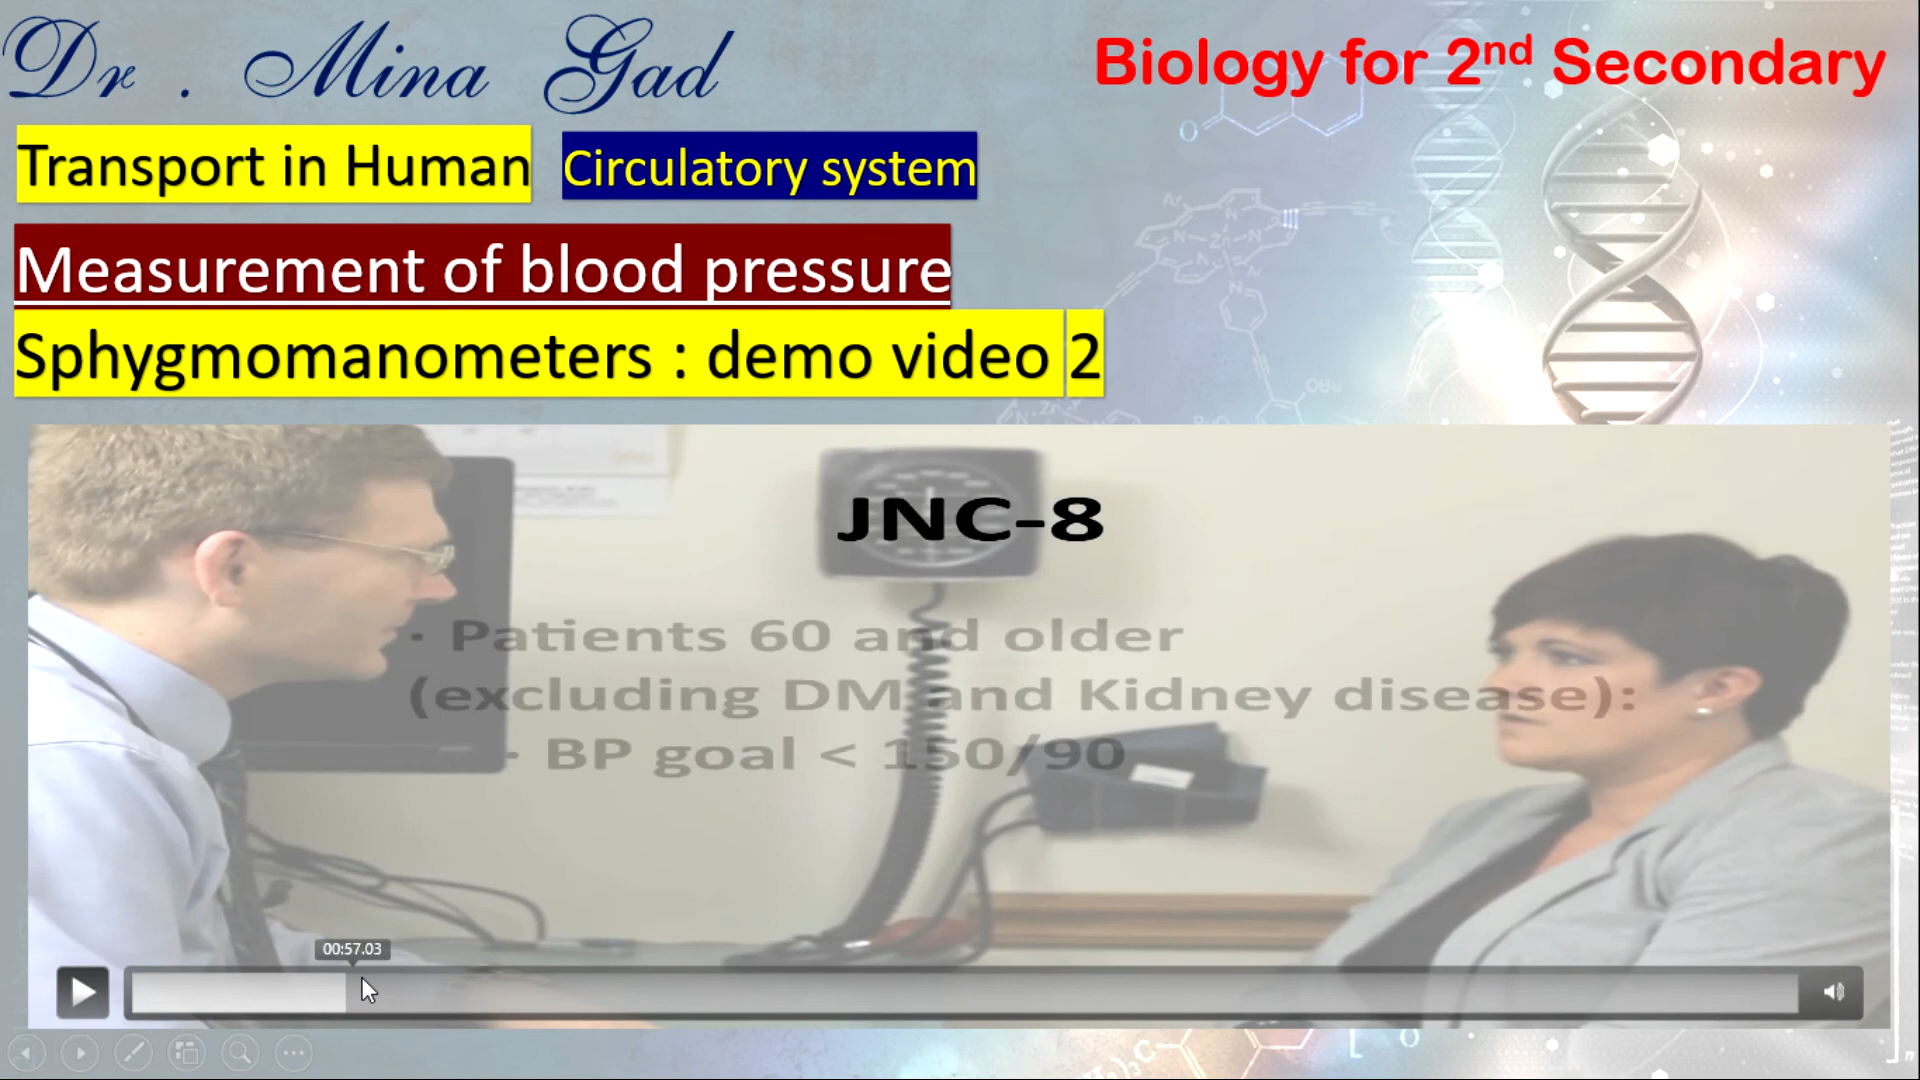 Dr . Mina Gad
Biology for 2nd Secondary
Transport in Human
Circulatory system
Measurement of blood pressure
Sphygmomanometers : demo video 2
JNC-8
· Patients 60 and older
(excluding DM and Kidney disease):
· BP goal < 150/90
00:57.03